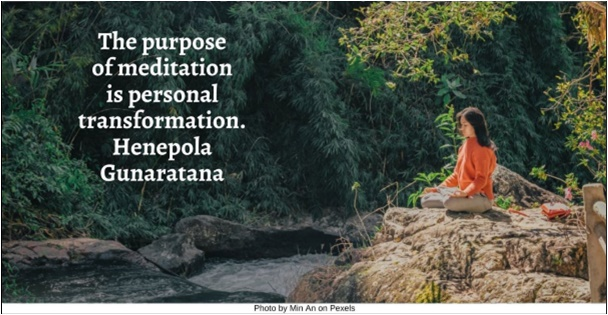 The purpose
of meditation
is personal
transformation.
Henepola
Gunaratana
Photo by Min An on Pexels